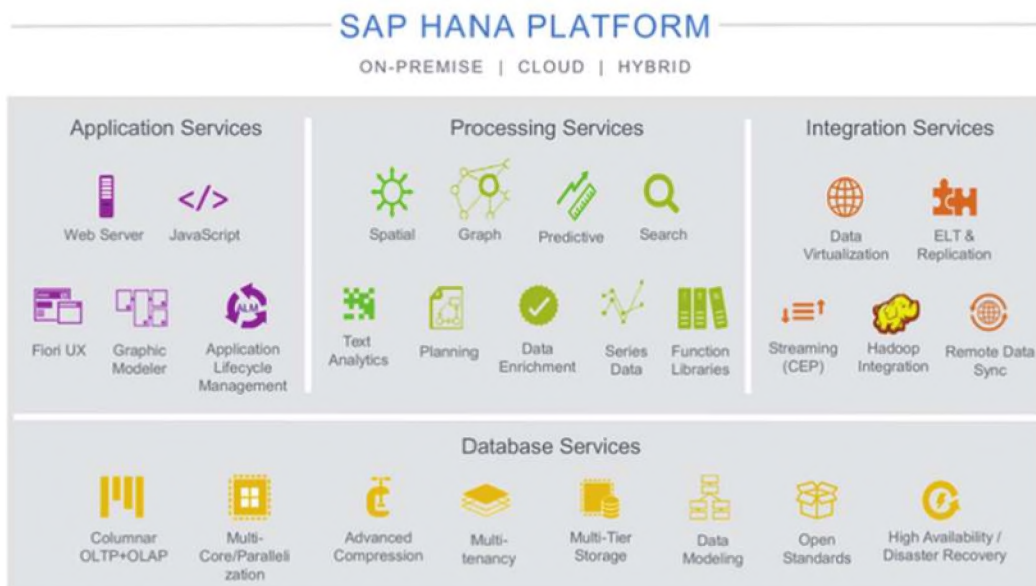 SAP HANA PLATFORM
ON-PREMISE | CLOUD | HYBRID
Application Services
Web Server
JavaScript
Fiori UX
Graphic
Modeler
ALM
Application
Lifecycle
Management
Processing Services
Spatial
Graph
Predictive
Search
Text
Analytics
Planning
Data
Enrichment
Series
Data
Function
Libraries
Integration Services
Data
Virtualization
ELT &
Replication
Streaming
(CEP)
Hadoop
Integration
Remote Data
Sync
Database Services
Columnar
OLTP+OLAP
Multi-
Core/Paralleli
zation
Advanced
Compression
Multi-
tenancy
Multi-Tier
Storage
Data
Modeling
Open
Standards
High Availability /
Disaster Recovery